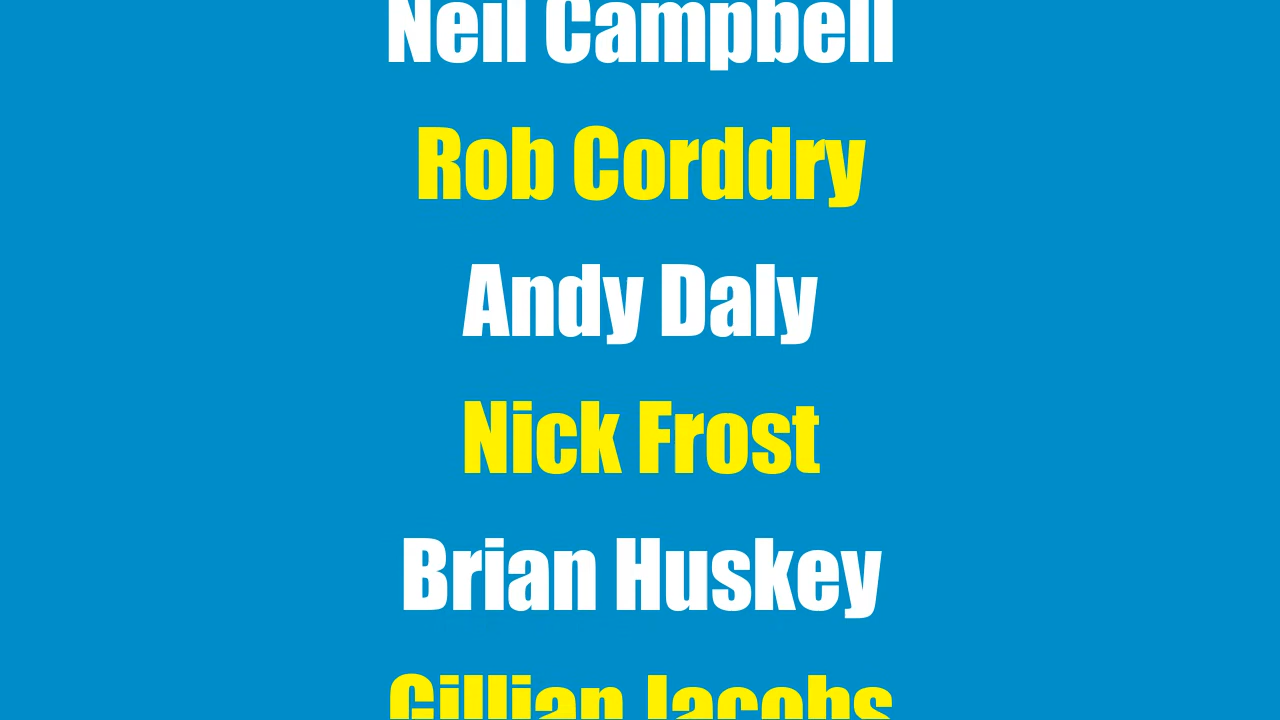 Neil Campbell
Rob Corddry
Andy Daly
Nick Frost
Brian Huskey
Gillian Jacobs